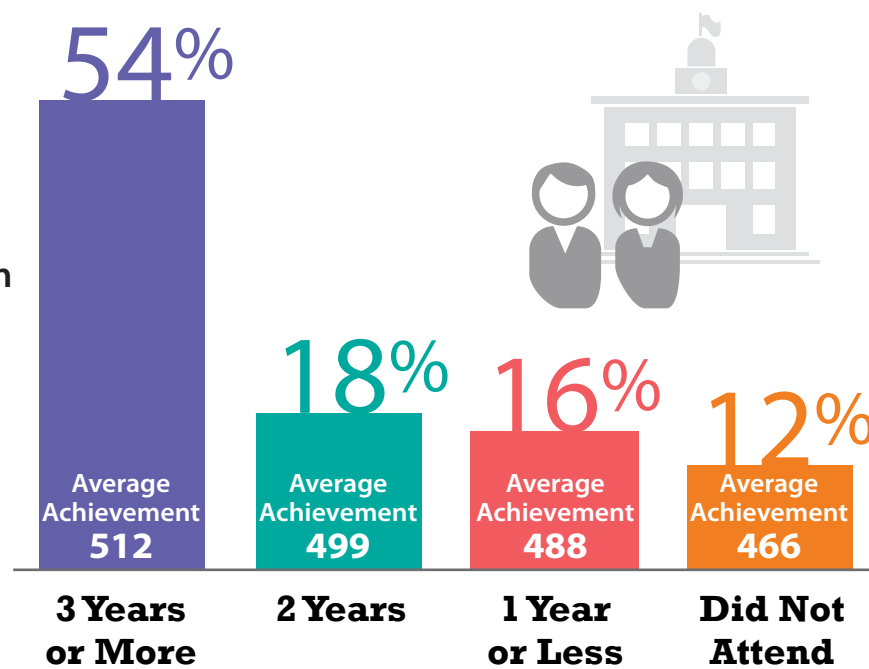 54%
18%
16%
12%
Average
Achievement
512
Average
Achievement
499
Average
Achievement
488
Average
Achievement
466
3 Years
or More
2 Years
1 Year
or Less
Did Not
Attend